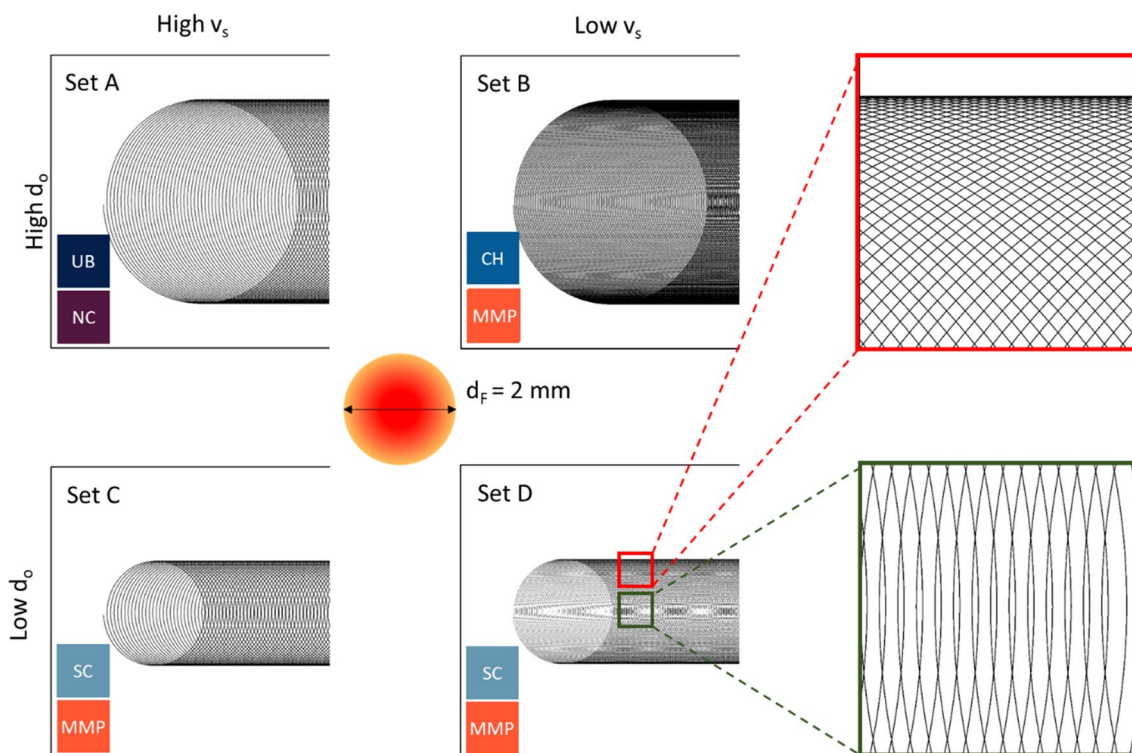 High vs
Low vs
High do
Set A
UB
NC
Set B
CH
MMP
dF = 2 mm
Low do
Set C
SC
MMP
Set D
SC
MMP